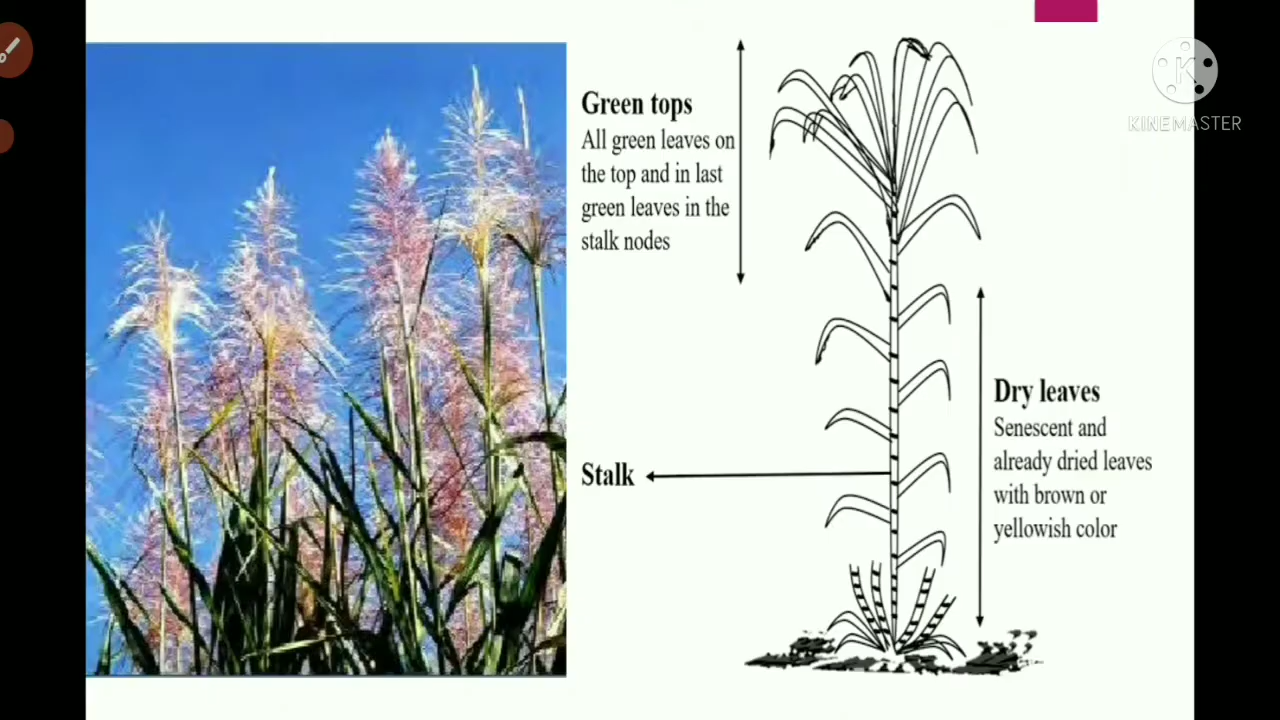 Green tops
All green leaves on
the top and in last
green leaves in the
stalk nodes
Stalk
Dry leaves
Senescent and
already dried leaves
with brown or
yellowish color
K
KINEMASTER